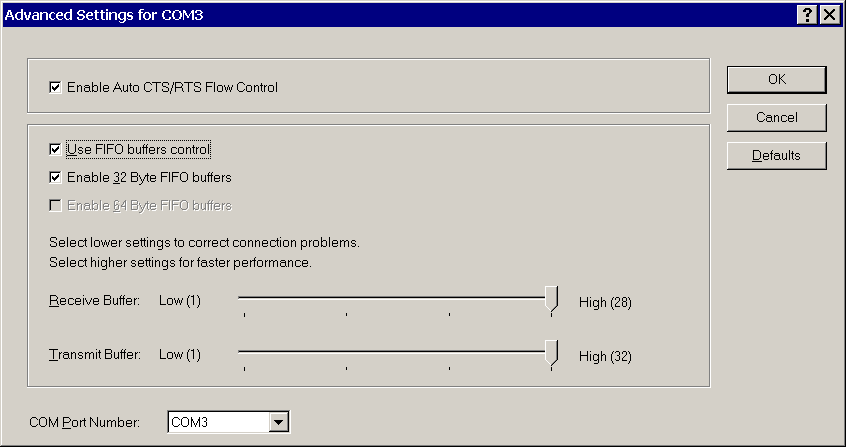 Advanced Settings for COM3
Enable Auto CTS/RTS Flow Control
OK
Cancel
Defaults
Use FIFO buffers control
Enable 32 Byte FIFO buffers
Enable 64 Byte FIFO buffers
Select lower settings to correct connection problems.
Select higher settings for faster performance.
Receive Buffer: Low (1) High (28)
Transmit Buffer: Low (1) High (32)
COM Port Number: COM3